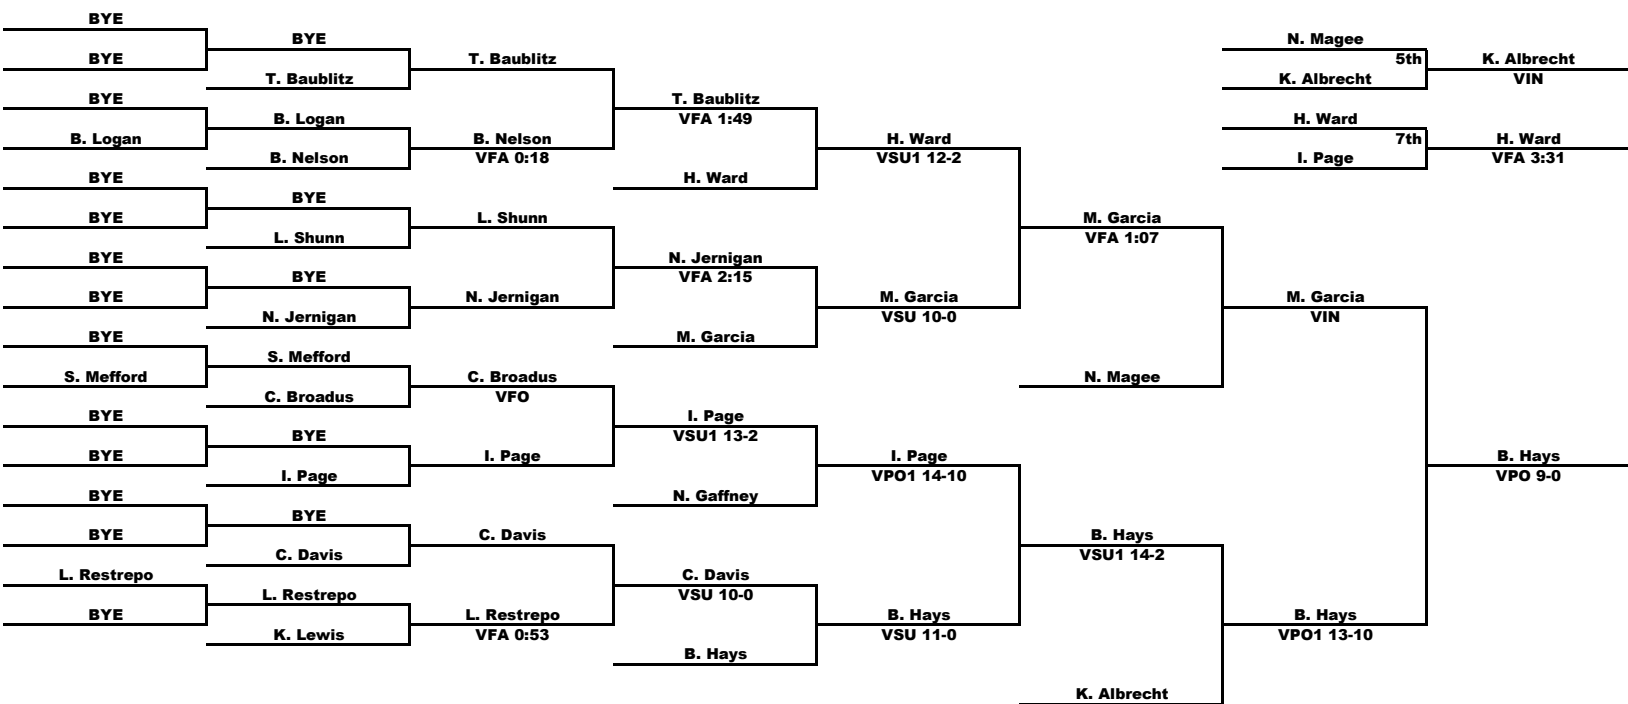 BYE
BYE
BYE
B. Logan
BYE
BYE
BYE
BYE
BYE
S. Mefford
BYE
BYE
BYE
BYE
L. Restrepo
BYE
BYE
T. Baublitz
B. Logan
B. Nelson
BYE
L. Shunn
BYE
N. Jernigan
S. Mefford
C. Broadus
BYE
I. Page
BYE
C. Davis
L. Restrepo
K. Lewis
T. Baublitz
B. Nelson
VFA 0:18
L. Shunn
N. Jernigan
C. Broadus
VFO
I. Page
C. Davis
L. Restrepo
VFA 0:53
T. Baublitz
VFA 1:49
H. Ward
N. Jernigan
VFA 2:15
M. Garcia
I. Page
VSU1 13-2
N. Gaffney
C. Davis
VSU 10-0
B. Hays
H. Ward
VSU1 12-2
M. Garcia
VSU 10-0
I. Page
VPO1 14-10
B. Hays
VSU 11-0
M. Garcia
VFA 1:07
N. Magee
B. Hays
VSU1 14-2
K. Albrecht
M. Garcia
VIN
B. Hays
VPO1 13-10
B. Hays
VPO 9-0
N. Magee
5th
K. Albrecht
K. Albrecht
VIN
H. Ward
7th
I. Page
H. Ward
VFA 3:31